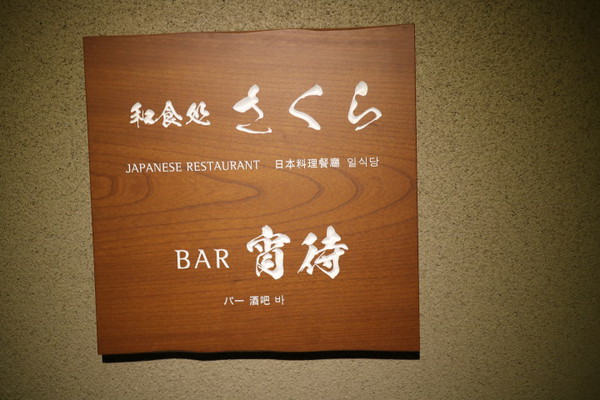 和食処 さくら
JAPANESE RESTAURANT 日本料理餐廳 일식당
BAR 宵待
バー 酒吧 바